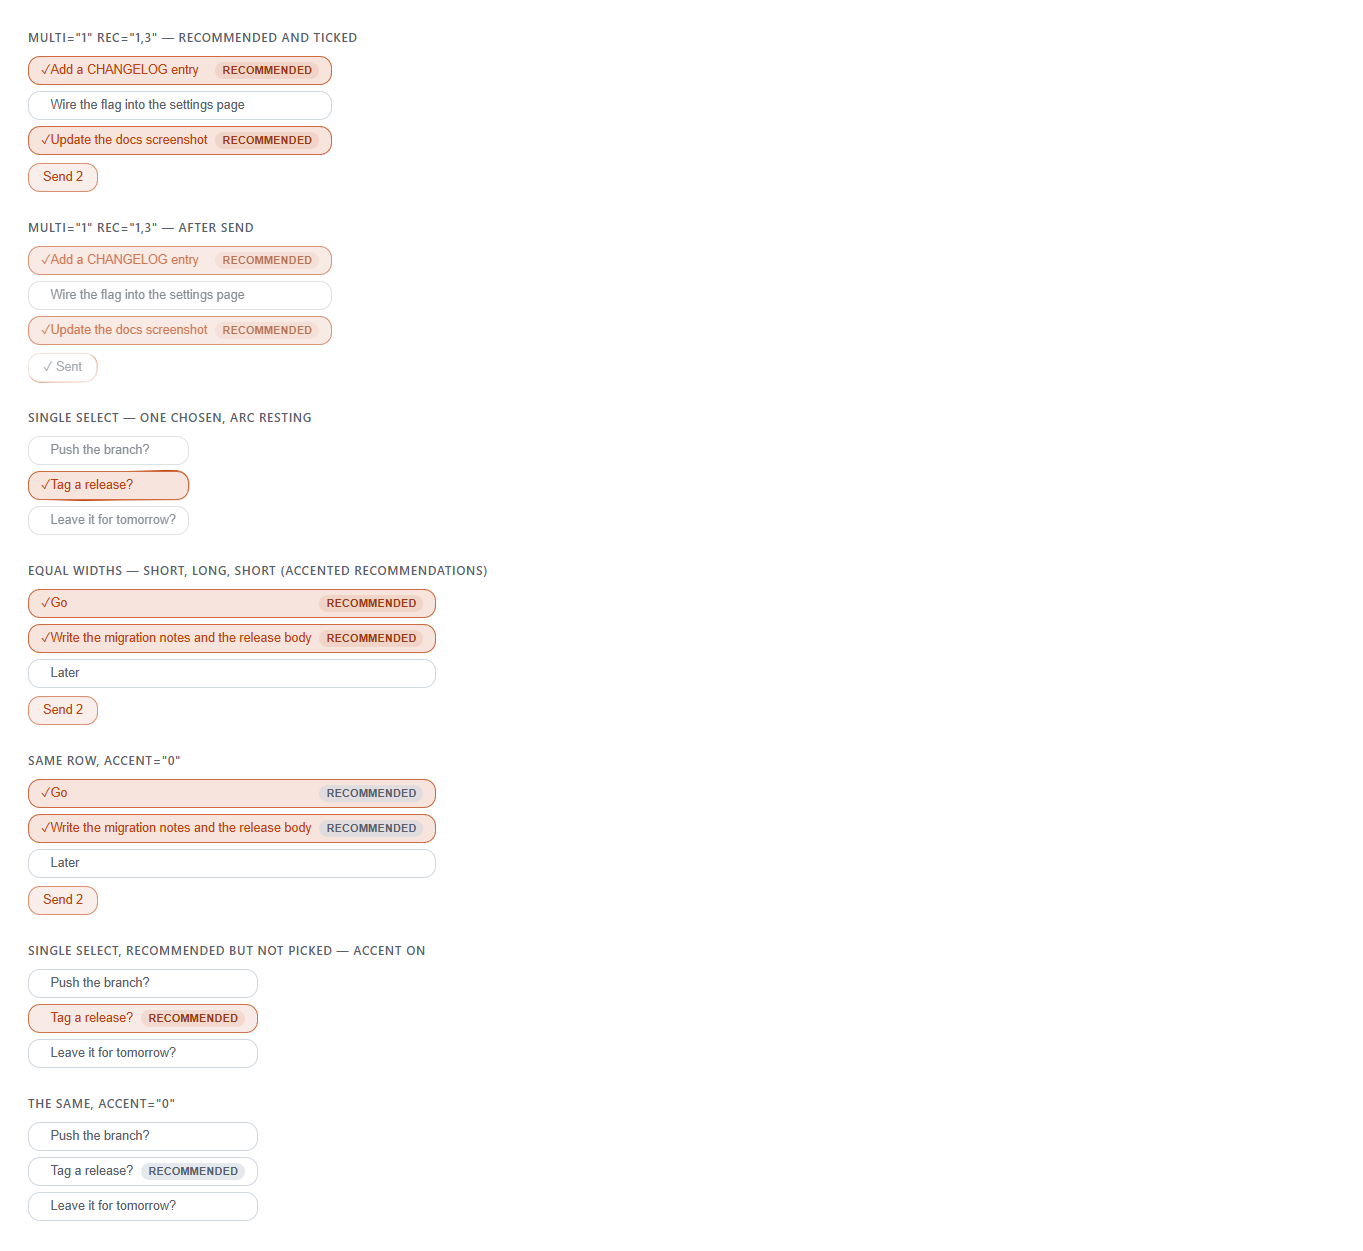 MULTI="1" REC="1,3" — RECOMMENDED AND TICKED
✓Add a CHANGELOG entry RECOMMENDED
Wire the flag into the settings page
✓Update the docs screenshot RECOMMENDED
Send 2
MULTI="1" REC="1,3" — AFTER SEND
✓Add a CHANGELOG entry RECOMMENDED
Wire the flag into the settings page
✓Update the docs screenshot RECOMMENDED
✓ Sent
SINGLE SELECT — ONE CHOSEN, ARC RESTING
Push the branch?
✓Tag a release?
Leave it for tomorrow?
EQUAL WIDTHS — SHORT, LONG, SHORT (ACCENTED RECOMMENDATIONS)
✓Go RECOMMENDED
✓Write the migration notes and the release body RECOMMENDED
Later
Send 2
SAME ROW, ACCENT="0"
✓Go RECOMMENDED
✓Write the migration notes and the release body RECOMMENDED
Later
Send 2
SINGLE SELECT, RECOMMENDED BUT NOT PICKED — ACCENT ON
Push the branch?
Tag a release? RECOMMENDED
Leave it for tomorrow?
THE SAME, ACCENT="0"
Push the branch?
Tag a release? RECOMMENDED
Leave it for tomorrow?